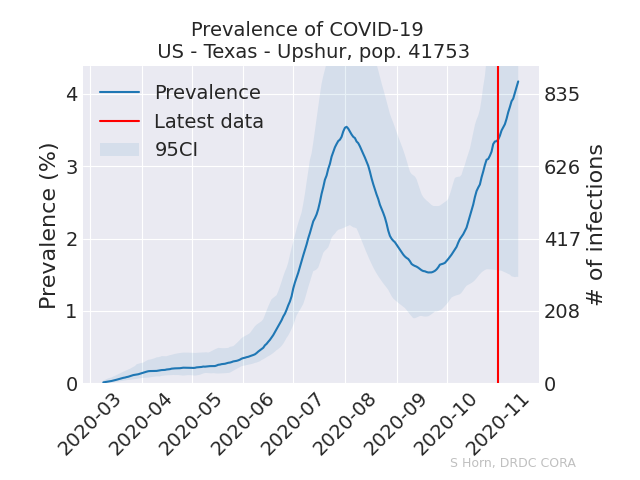 Prevalence of COVID-19
US - Texas - Upshur, pop. 41753
Prevalence
Latest data
95CI
Prevalence (%)
4
3
2
1
0
835
626
417
208
0
# of infections
2020-03
2020-04
2020-05
2020-06
2020-07
2020-08
2020-09
2020-10
2020-11
S Horn, DRDC CORA